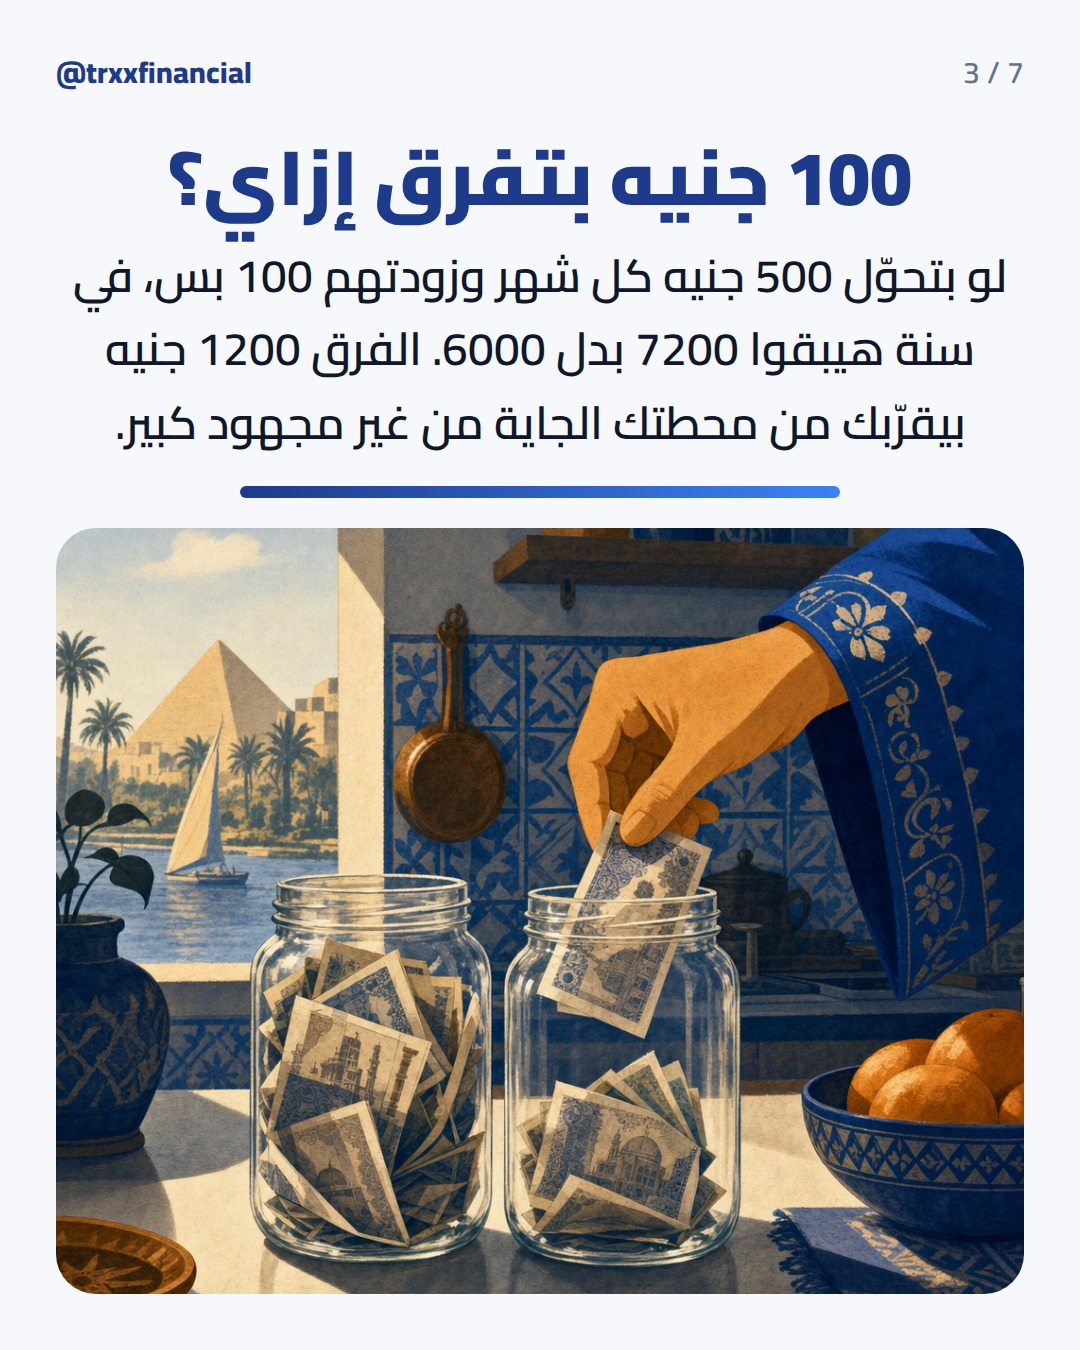 @trxxfinancial
3 / 7
100 جنيه بتفرق إزاي؟
لو بتحوّل 500 جنيه كل شهر وزودتهم 100 بس، في
سنة هيبقوا 7200 بدل 6000. الفرق 1200 جنيه
بيقرّبك من محطتك الجاية من غير مجهود كبير.